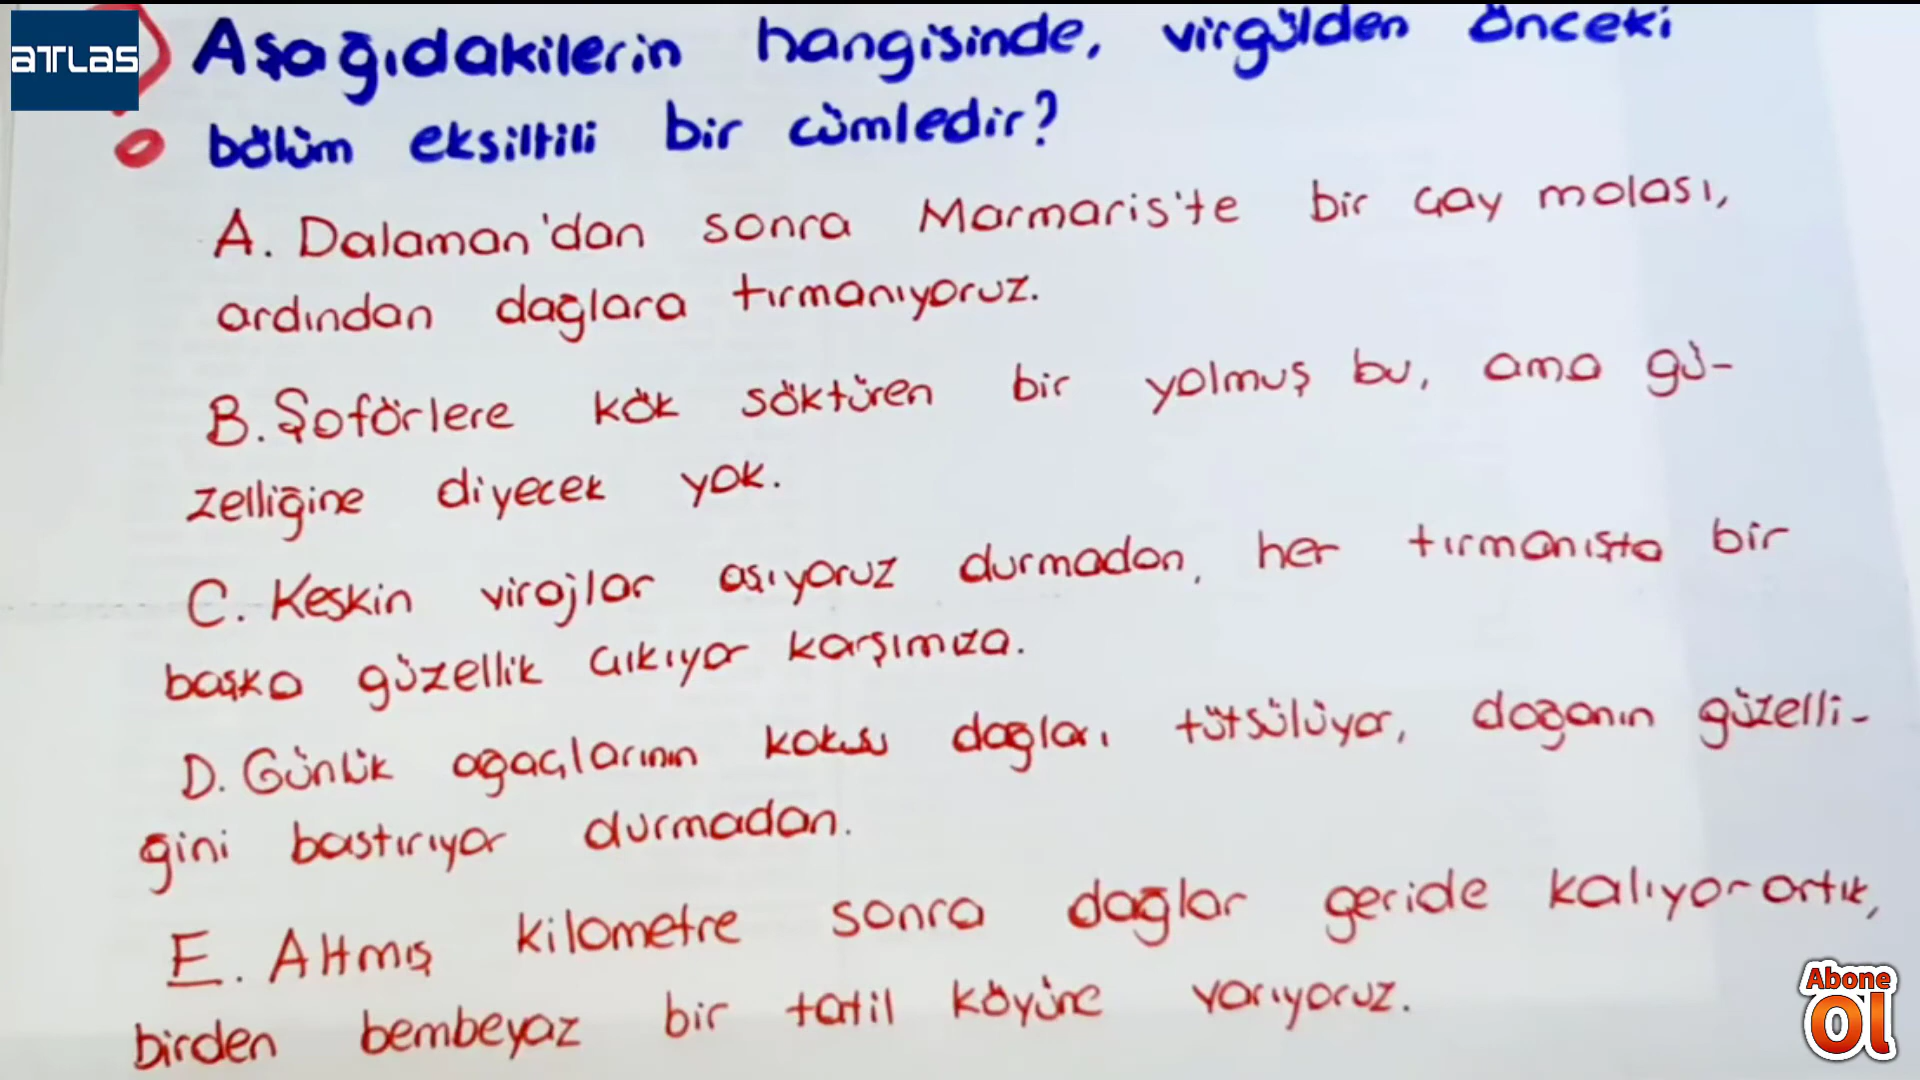 ATLAS
Aşağıdakilerin hangisinde, virgülden önceki
bölüm eksiltili bir cümledir?
A. Dalaman'dan sonra Marmaris'te bir çay molası,
ardından dağlara tırmanıyoruz.
B. Şoförlere kök söktüren bir yolmuş bu, ama gü-
zelliğine diyecek yok.
C. Keskin virajlar aşıyoruz durmadan, her tırmanışta bir
başka güzellik çıkıyor karşımıza.
D. Günlük ağaçlarının kokusu dağları tütsülüyor, doğanın güzelli-
ğini bastırıyor durmadan.
E. Altmış kilometre sonra dağlar geride kalıyor artık,
birden bembeyaz bir tatil köyüne varıyoruz.
Abone
Ol